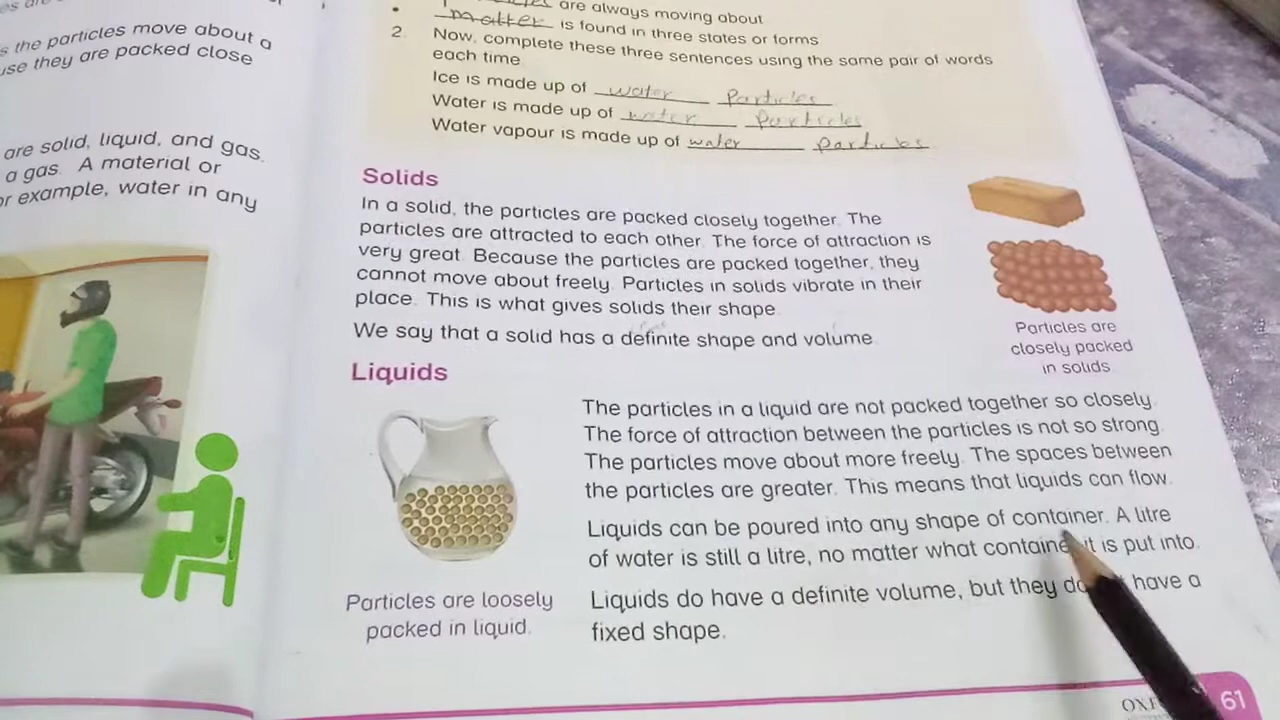 s the particles move about a
use they are packed close
are solid, liquid, and gas.
a gas. A material or
or example, water in any
are always moving about
• matter is found in three states or forms
2. Now, complete these three sentences using the same pair of words
each time
Ice is made up of water Particles
Water is made up of water Particles
Water vapour is made up of water particles
Solids
In a solid, the particles are packed closely together. The
particles are attracted to each other. The force of attraction is
very great. Because the particles are packed together, they
cannot move about freely. Particles in solids vibrate in their
place. This is what gives solids their shape.
We say that a solid has a definite shape and volume
Particles are
closely packed
in solids
Liquids
The particles in a liquid are not packed together so closely.
The force of attraction between the particles is not so strong.
The particles move about more freely. The spaces between
the particles are greater. This means that liquids can flow.
Liquids can be poured into any shape of container. A litre
of water is still a litre, no matter what container it is put into.
Liquids do have a definite volume, but they do have a
fixed shape.
Particles are loosely
packed in liquid.
61